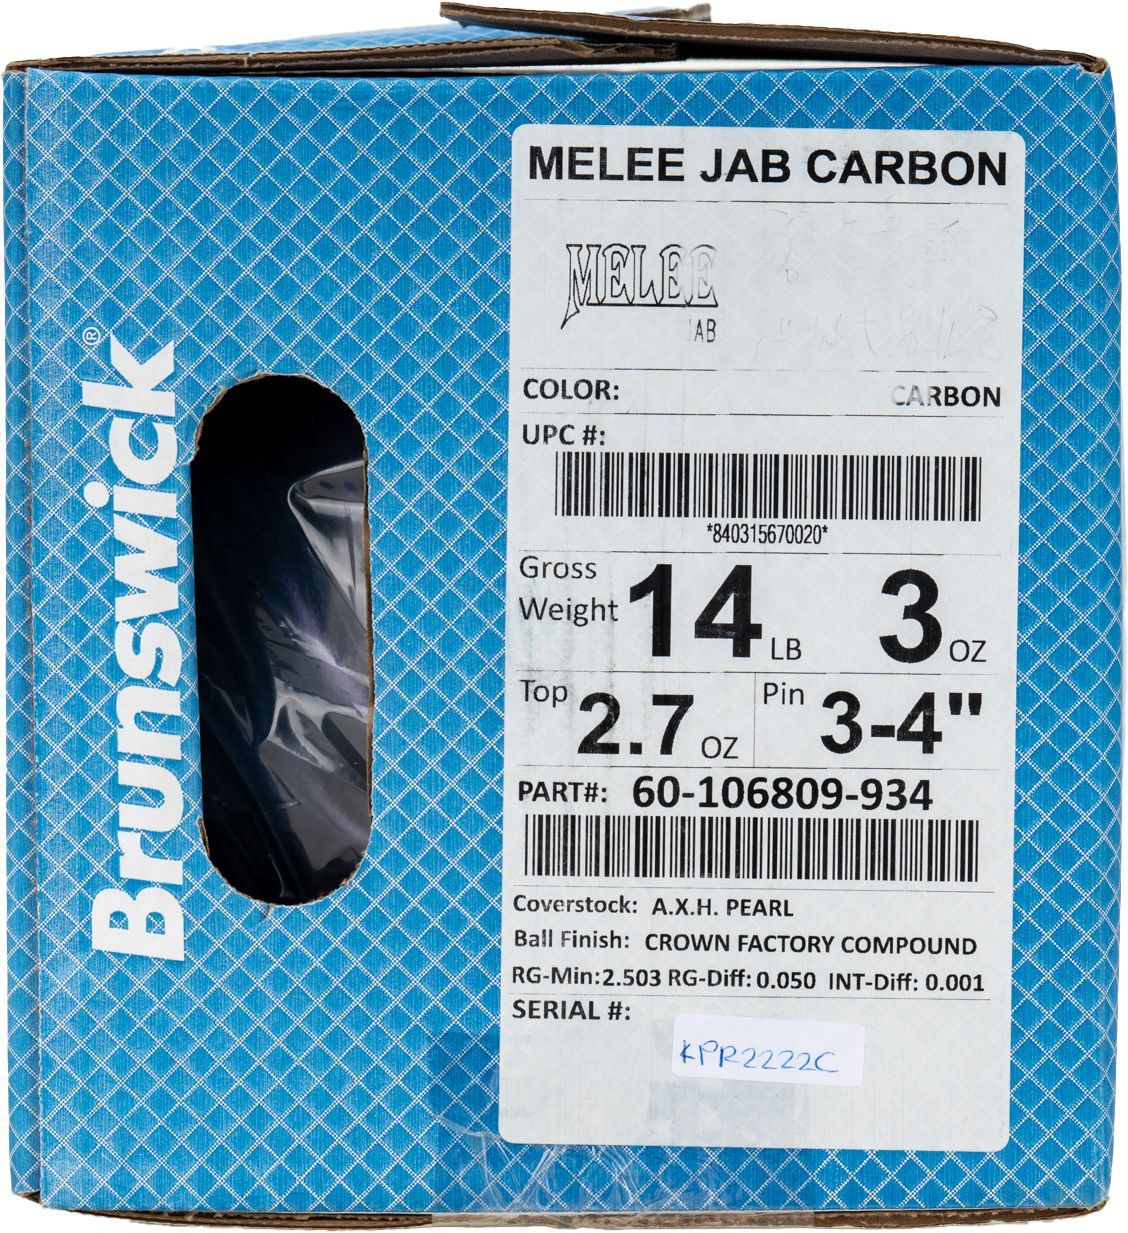 Brunswick®
MELEE JAB CARBON
MELEE
JAB
COLOR: CARBON
UPC #:
*840315670020*
Gross Weight 14 LB 3 OZ
Top 2.7 OZ Pin 3-4"
PART#: 60-106809-934
Coverstock: A.X.H. PEARL
Ball Finish: CROWN FACTORY COMPOUND
RG-Min:2.503 RG-Diff: 0.050 INT-Diff: 0.001
SERIAL #:
KPR2222C